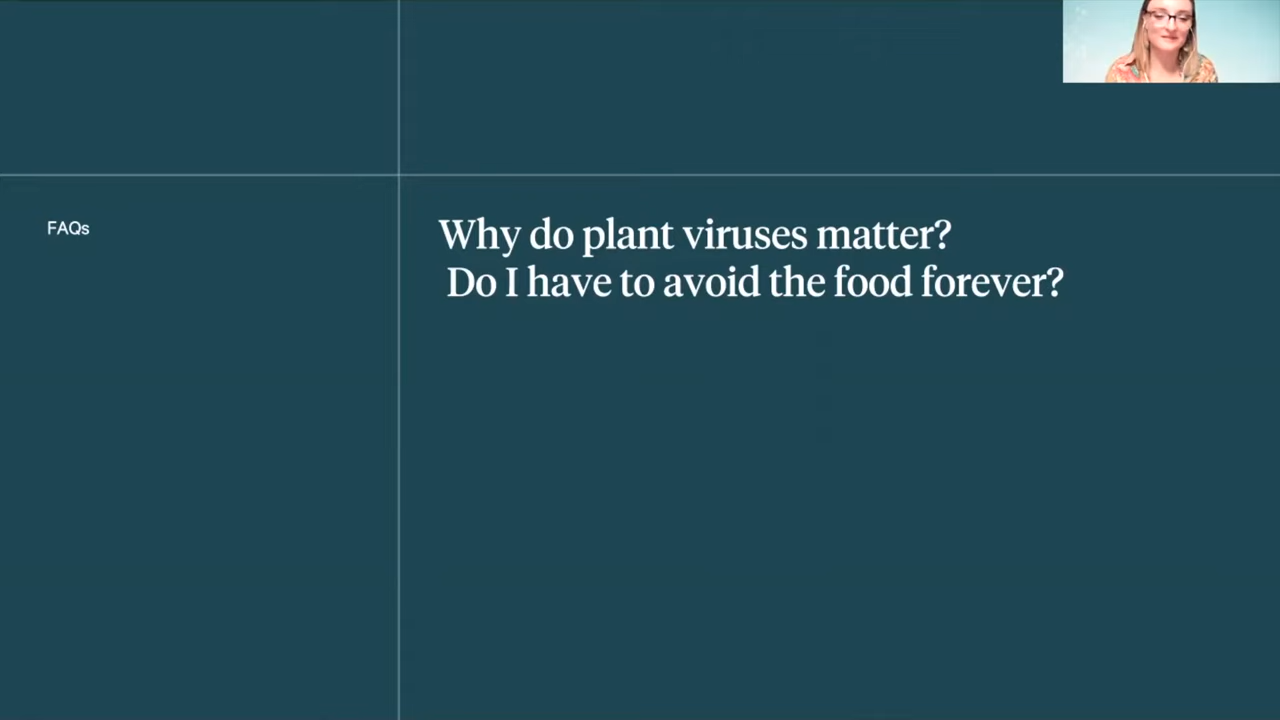 FAQs
Why do plant viruses matter?
Do I have to avoid the food forever?